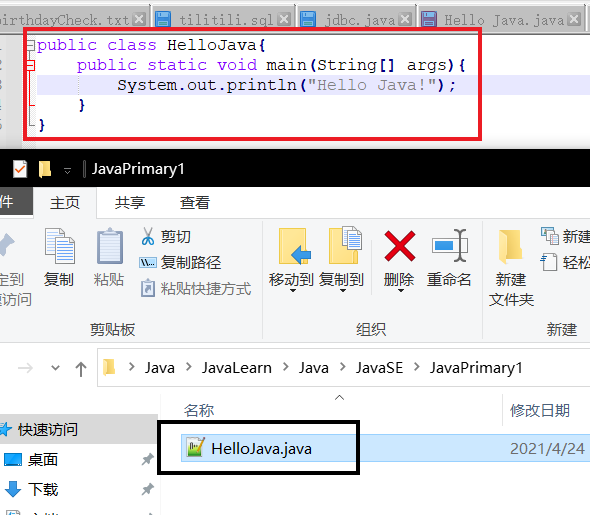 birthdayCheck.txt tilitili.sql jdbc.java Hello Java.java
public class HelloJava{
public static void main(String[] args){
System.out.println("Hello Java!");
}
}
JavaPrimary1
件 主页 共享 查看
剪切
复制路径
粘贴快捷方式
复制 粘贴 移动到 复制到 删除 重命名 新建
文件夹
新建
轻松
定到
速访问
剪贴板 组织 新建
Java JavaLearn Java JavaSE JavaPrimary1
名称 修改日期
快速访问
HelloJava.java 2021/4/24
桌面
下载